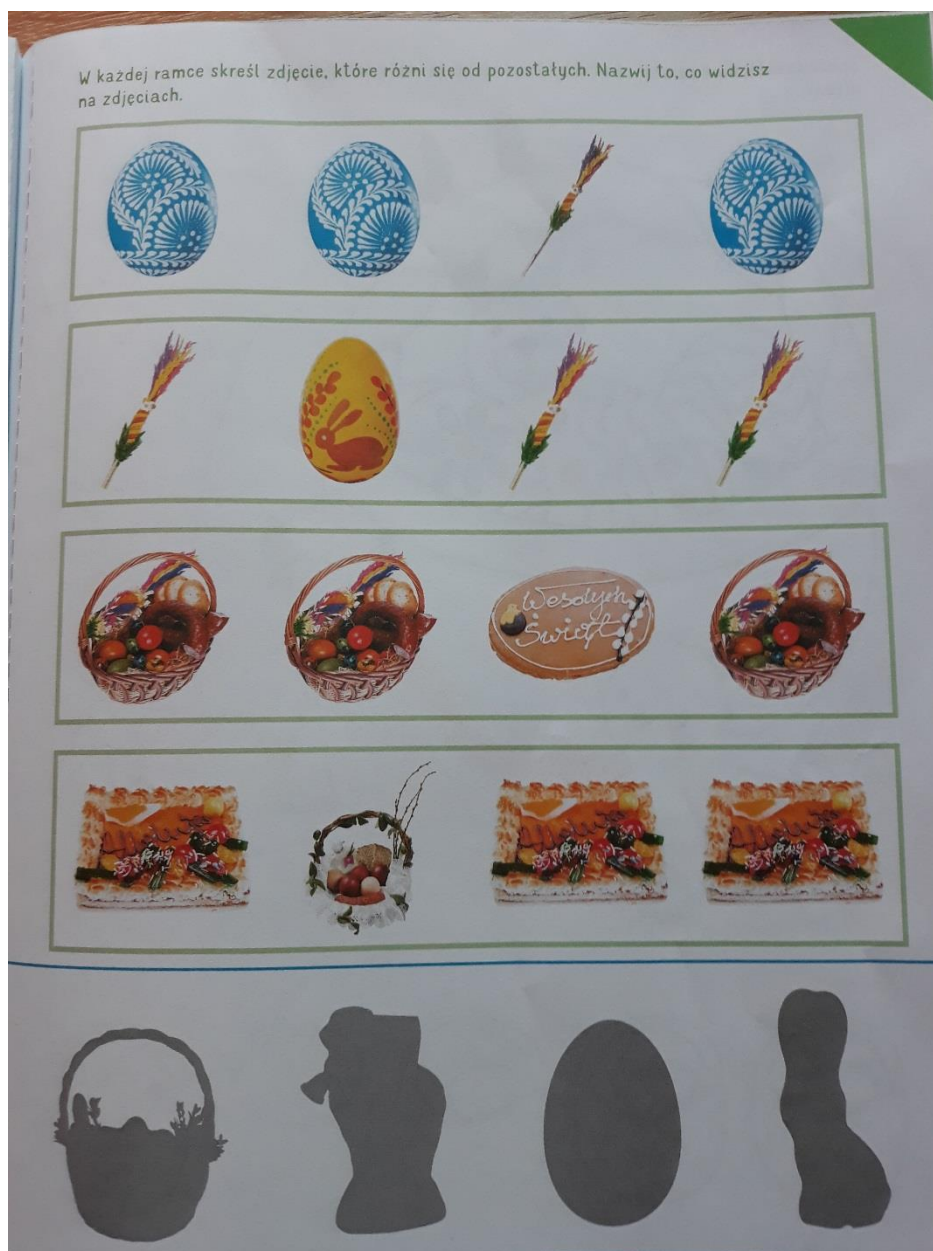 W każdej ramce skreśl zdjęcie, które różni się od pozostałych. Nazwij to, co widzisz
na zdjęciach.
Wesołych
Świąt